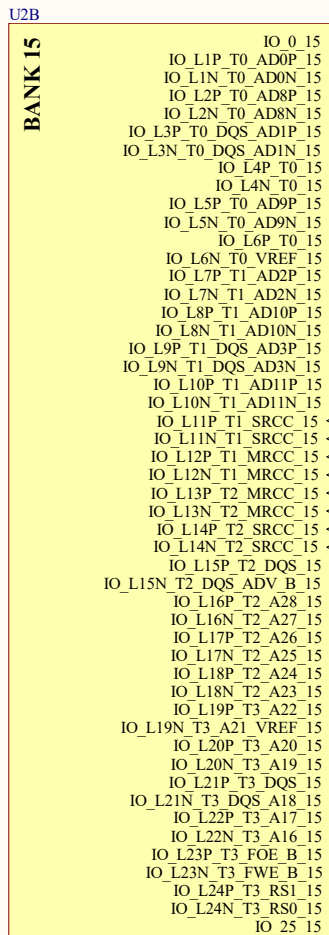 U2B
BANK 15
IO_0_15
IO_L1P_T0_AD0P_15
IO_L1N_T0_AD0N_15
IO_L2P_T0_AD8P_15
IO_L2N_T0_AD8N_15
IO_L3P_T0_DQS_AD1P_15
IO_L3N_T0_DQS_AD1N_15
IO_L4P_T0_15
IO_L4N_T0_15
IO_L5P_T0_AD9P_15
IO_L5N_T0_AD9N_15
IO_L6P_T0_15
IO_L6N_T0_VREF_15
IO_L7P_T1_AD2P_15
IO_L7N_T1_AD2N_15
IO_L8P_T1_AD10P_15
IO_L8N_T1_AD10N_15
IO_L9P_T1_DQS_AD3P_15
IO_L9N_T1_DQS_AD3N_15
IO_L10P_T1_AD11P_15
IO_L10N_T1_AD11N_15
IO_L11P_T1_SRCC_15
IO_L11N_T1_SRCC_15
IO_L12P_T1_MRCC_15
IO_L12N_T1_MRCC_15
IO_L13P_T2_MRCC_15
IO_L13N_T2_MRCC_15
IO_L14P_T2_SRCC_15
IO_L14N_T2_SRCC_15
IO_L15P_T2_DQS_15
IO_L15N_T2_DQS_ADV_B_15
IO_L16P_T2_A28_15
IO_L16N_T2_A27_15
IO_L17P_T2_A26_15
IO_L17N_T2_A25_15
IO_L18P_T2_A24_15
IO_L18N_T2_A23_15
IO_L19P_T3_A22_15
IO_L19N_T3_A21_VREF_15
IO_L20P_T3_A20_15
IO_L20N_T3_A19_15
IO_L21P_T3_DQS_15
IO_L21N_T3_DQS_A18_15
IO_L22P_T3_A17_15
IO_L22N_T3_A16_15
IO_L23P_T3_FOE_B_15
IO_L23N_T3_FWE_B_15
IO_L24P_T3_RS1_15
IO_L24N_T3_RS0_15
IO_25_15